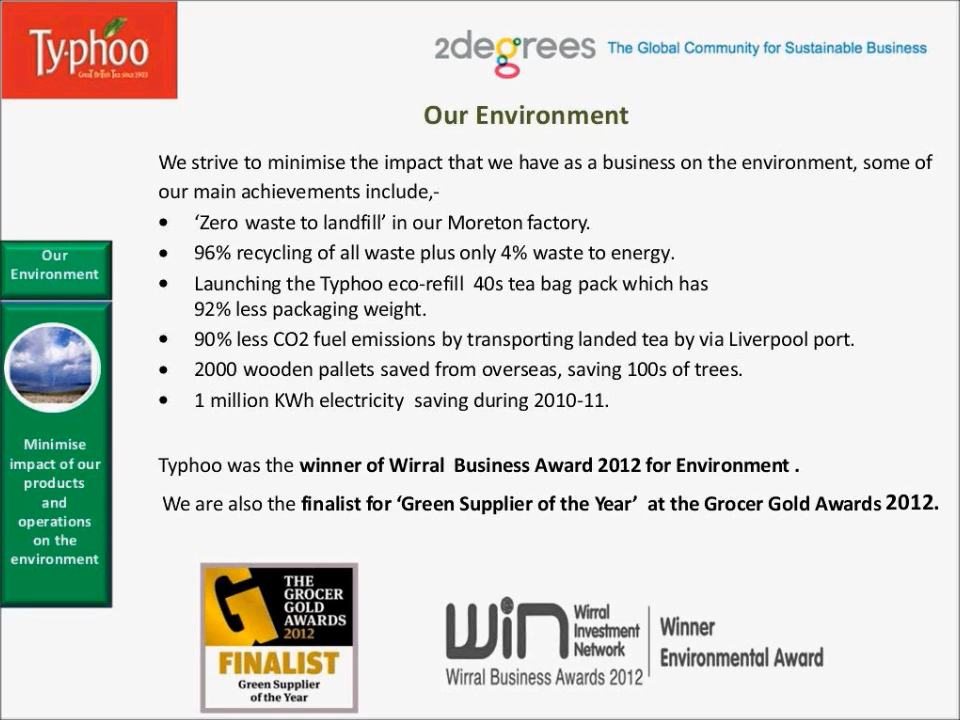 Ty·phoo
Great British Tea since 1903
2degrees The Global Community for Sustainable Business
Our Environment
We strive to minimise the impact that we have as a business on the environment, some of
our main achievements include,-
• ‘Zero waste to landfill’ in our Moreton factory.
• 96% recycling of all waste plus only 4% waste to energy.
• Launching the Typhoo eco-refill 40s tea bag pack which has
92% less packaging weight.
• 90% less CO2 fuel emissions by transporting landed tea by via Liverpool port.
• 2000 wooden pallets saved from overseas, saving 100s of trees.
• 1 million KWh electricity saving during 2010-11.
Typhoo was the winner of Wirral Business Award 2012 for Environment .
We are also the finalist for ‘Green Supplier of the Year’ at the Grocer Gold Awards 2012.
Our
Environment
Minimise
impact of our
products
and
operations
on the
environment
G
THE
GROCER
GOLD
AWARDS
2012
FINALIST
Green Supplier
of the Year
win
Wirral
Investment
Network
Wirral Business Awards 2012
Winner
Environmental Award